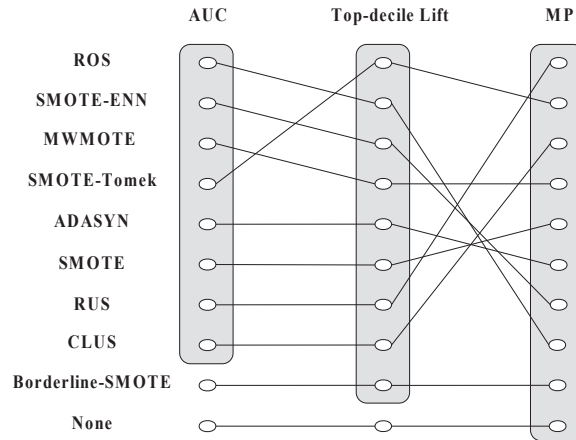 AUC Top-decile Lift MP
ROS
SMOTE-ENN
MWMOTE
SMOTE-Tomek
ADASYN
SMOTE
RUS
CLUS
Borderline-SMOTE
None